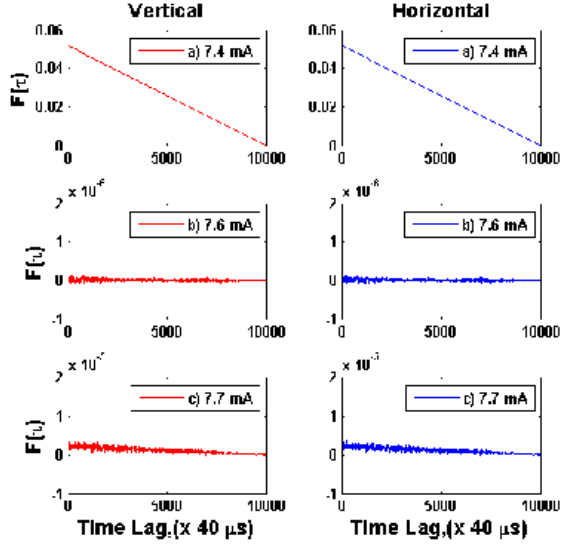 Vertical Horizontal
0.06 0.06
0.04 0.04
0.02 0.02
0 0
a) 7.4 mA a) 7.4 mA
F(τ)
0 5000 10000 0 5000 10000
x 10⁻⁶ x 10⁻⁶
2 2
1 1
0 0
-1 -1
b) 7.6 mA b) 7.6 mA
0 5000 10000 0 5000 10000
2 2
1 1
0 0
-1 -1
c) 7.7 mA c) 7.7 mA
0 5000 10000 0 5000 10000
Time Lag,(x 40 μs) Time Lag,(x 40 μs)